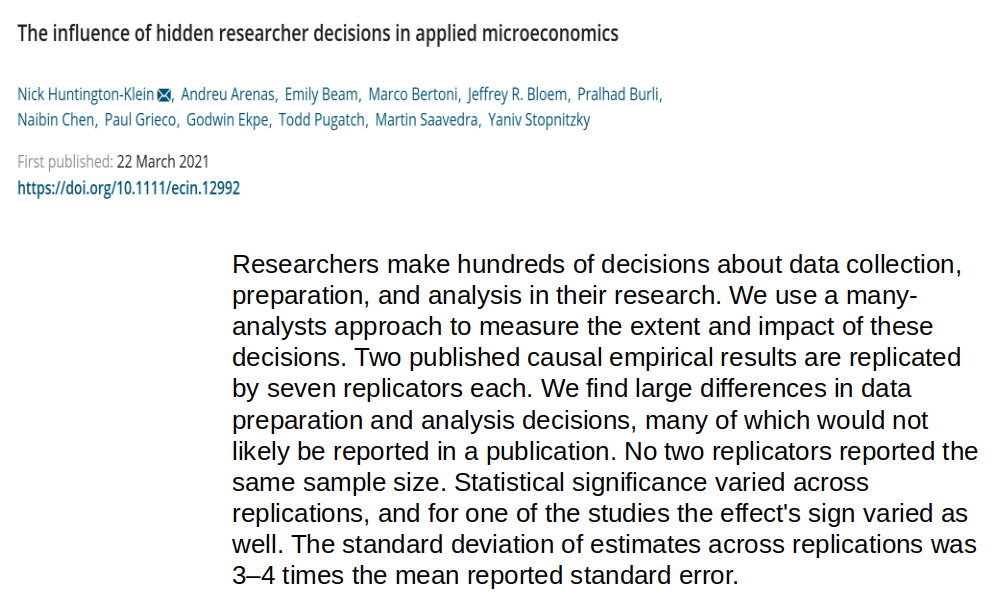 The influence of hidden researcher decisions in applied microeconomics
Nick Huntington-Klein, Andreu Arenas, Emily Beam, Marco Bertoni, Jeffrey R. Bloem, Pralhad Burli,
Naibin Chen, Paul Grieco, Godwin Ekpe, Todd Pugatch, Martin Saavedra, Yaniv Stopnitzky
First published: 22 March 2021
https://doi.org/10.1111/ecin.12992
Researchers make hundreds of decisions about data collection,
preparation, and analysis in their research. We use a many-
analysts approach to measure the extent and impact of these
decisions. Two published causal empirical results are replicated
by seven replicators each. We find large differences in data
preparation and analysis decisions, many of which would not
likely be reported in a publication. No two replicators reported the
same sample size. Statistical significance varied across
replications, and for one of the studies the effect's sign varied as
well. The standard deviation of estimates across replications was
3–4 times the mean reported standard error.